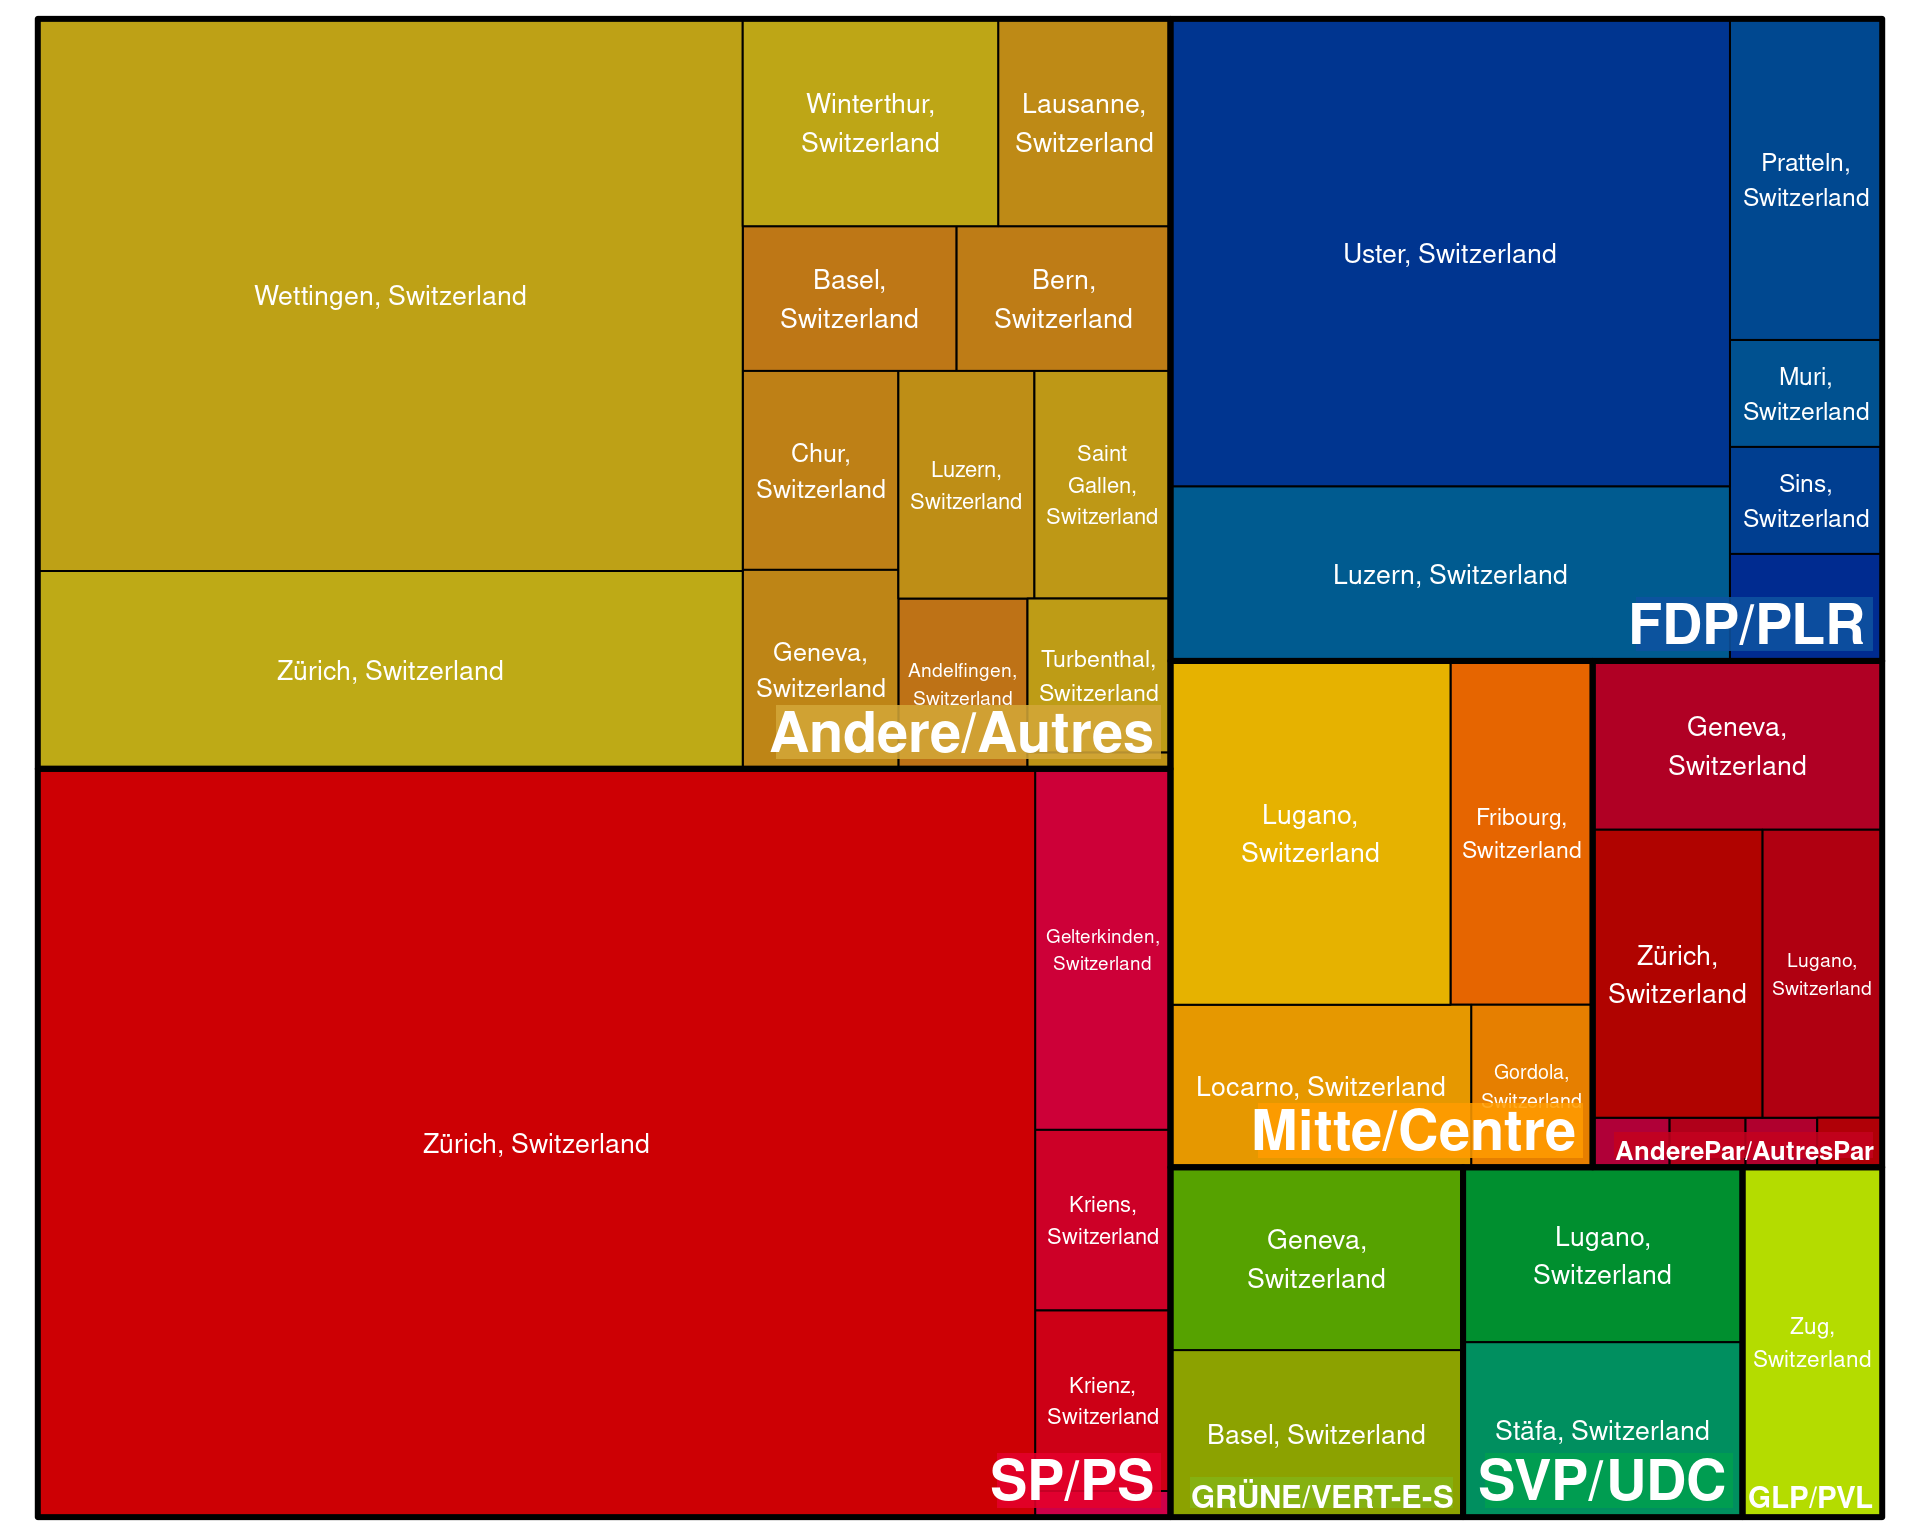 Wettingen, Switzerland
Zürich, Switzerland
Winterthur,
Switzerland
Lausanne,
Switzerland
Basel,
Switzerland
Bern,
Switzerland
Chur,
Switzerland
Luzern,
Switzerland
Saint
Gallen,
Switzerland
Geneva,
Switzerland
Andelfingen,
Switzerland
Turbenthal,
Switzerland
Andere/Autres
Zürich, Switzerland
Gelterkinden,
Switzerland
Kriens,
Switzerland
Krienz,
Switzerland
SP/PS
Uster, Switzerland
Luzern, Switzerland
Pratteln,
Switzerland
Muri,
Switzerland
Sins,
Switzerland
FDP/PLR
Lugano,
Switzerland
Fribourg,
Switzerland
Locarno, Switzerland
Gordola,
Switzerland
Mitte/Centre
Geneva,
Switzerland
Zürich,
Switzerland
Lugano,
Switzerland
AnderePar/AutresPar
Geneva,
Switzerland
Basel, Switzerland
GRÜNE/VERT-E-S
Lugano,
Switzerland
Stäfa, Switzerland
SVP/UDC
Zug,
Switzerland
GLP/PVL